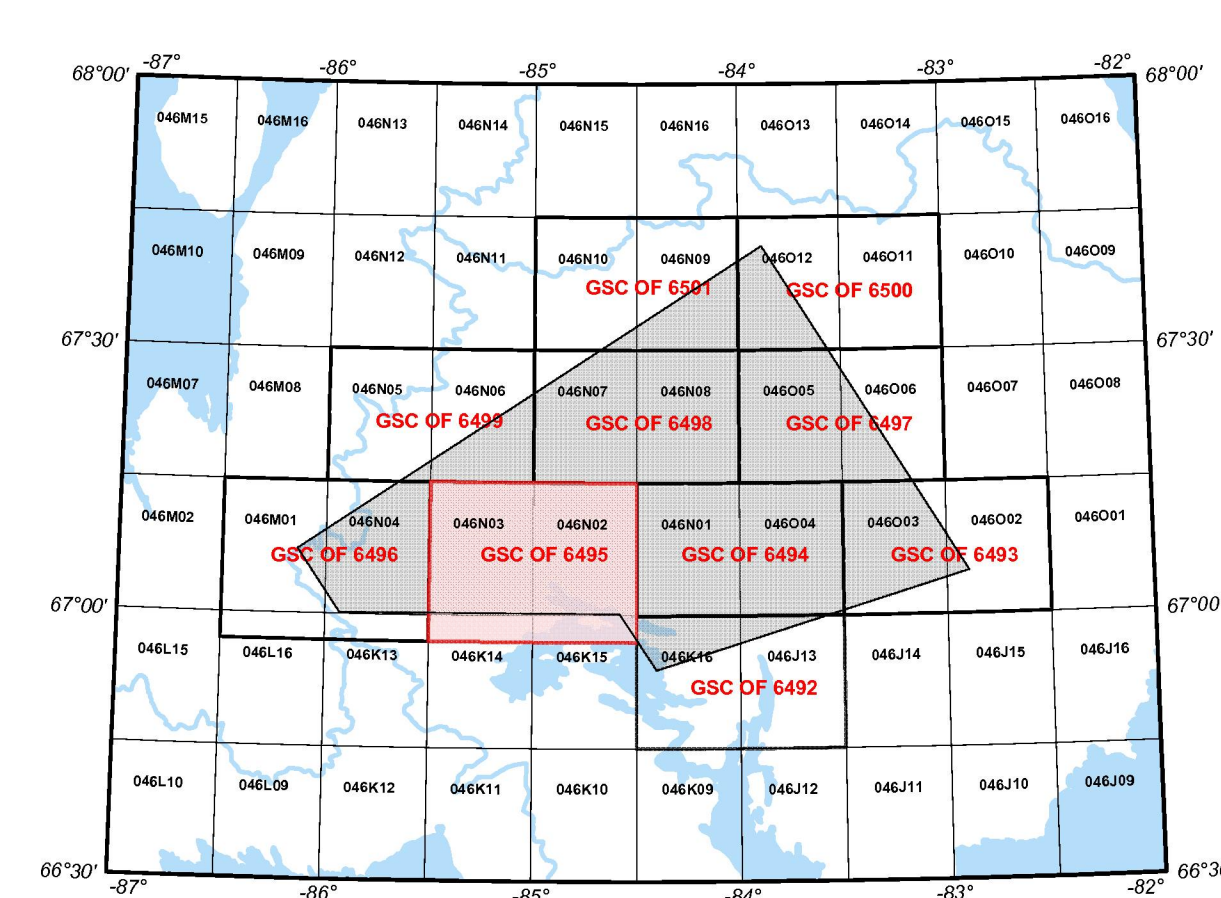 -87° -86° -85° -84° -83° -82°
68°00' 68°00'
046M15 046M16 046N13 046N14 046N15 046N16 046O13 046O14 046O15 046O16
046M10 046M09 046N12 046N11 046N10 046N09 046O12 046O11 046O10 046O09
GSC OF 6501 GSC OF 6500
67°30' 67°30'
046M07 046M08 046N05 046N06 046N07 046N08 046O05 046O06 046O07 046O08
GSC OF 6499 GSC OF 6498 GSC OF 6497
046M02 046M01 046N04 046N03 046N02 046N01 046O04 046O03 046O02 046O01
GSC OF 6496 GSC OF 6495 GSC OF 6494 GSC OF 6493
67°00' 67°00
046L15 046L16 046K13 046K14 046K15 046K16 046J13 046J14 046J15 046J16
GSC OF 6492
046L10 046L09 046K12 046K11 046K10 046K09 046J12 046J11 046J10 046J09
66°30' 66°3
-87° -86° -85° -84° -83° -82°